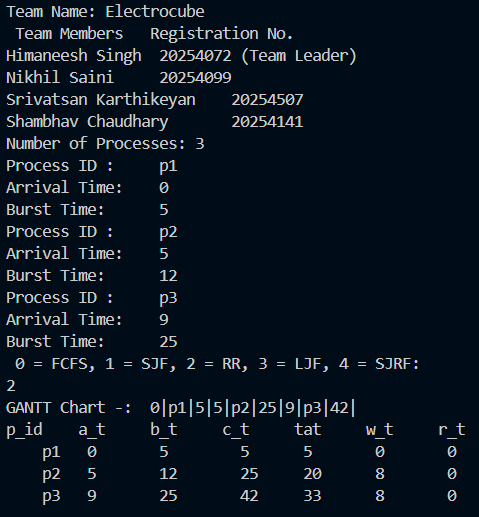 Team Name: Electrocube
Team Members   Registration No.
Himaneesh Singh  20254072 (Team Leader)
Nikhil Saini     20254099
Srivatsan Karthikeyan    20254507
Shambhav Chaudhary       20254141
Number of Processes: 3
Process ID :     p1
Arrival Time:    0
Burst Time:      5
Process ID :     p2
Arrival Time:    5
Burst Time:      12
Process ID :     p3
Arrival Time:    9
Burst Time:      25
0 = FCFS, 1 = SJF, 2 = RR, 3 = LJF, 4 = SJRF:
2
GANTT Chart -:  0|p1|5|5|p2|25|9|p3|42|
p_id    a_t     b_t     c_t     tat     w_t     r_t
p1   0       5       5       5       0       0
p2   5       12      25      20      8       0
p3   9       25      42      33      8       0